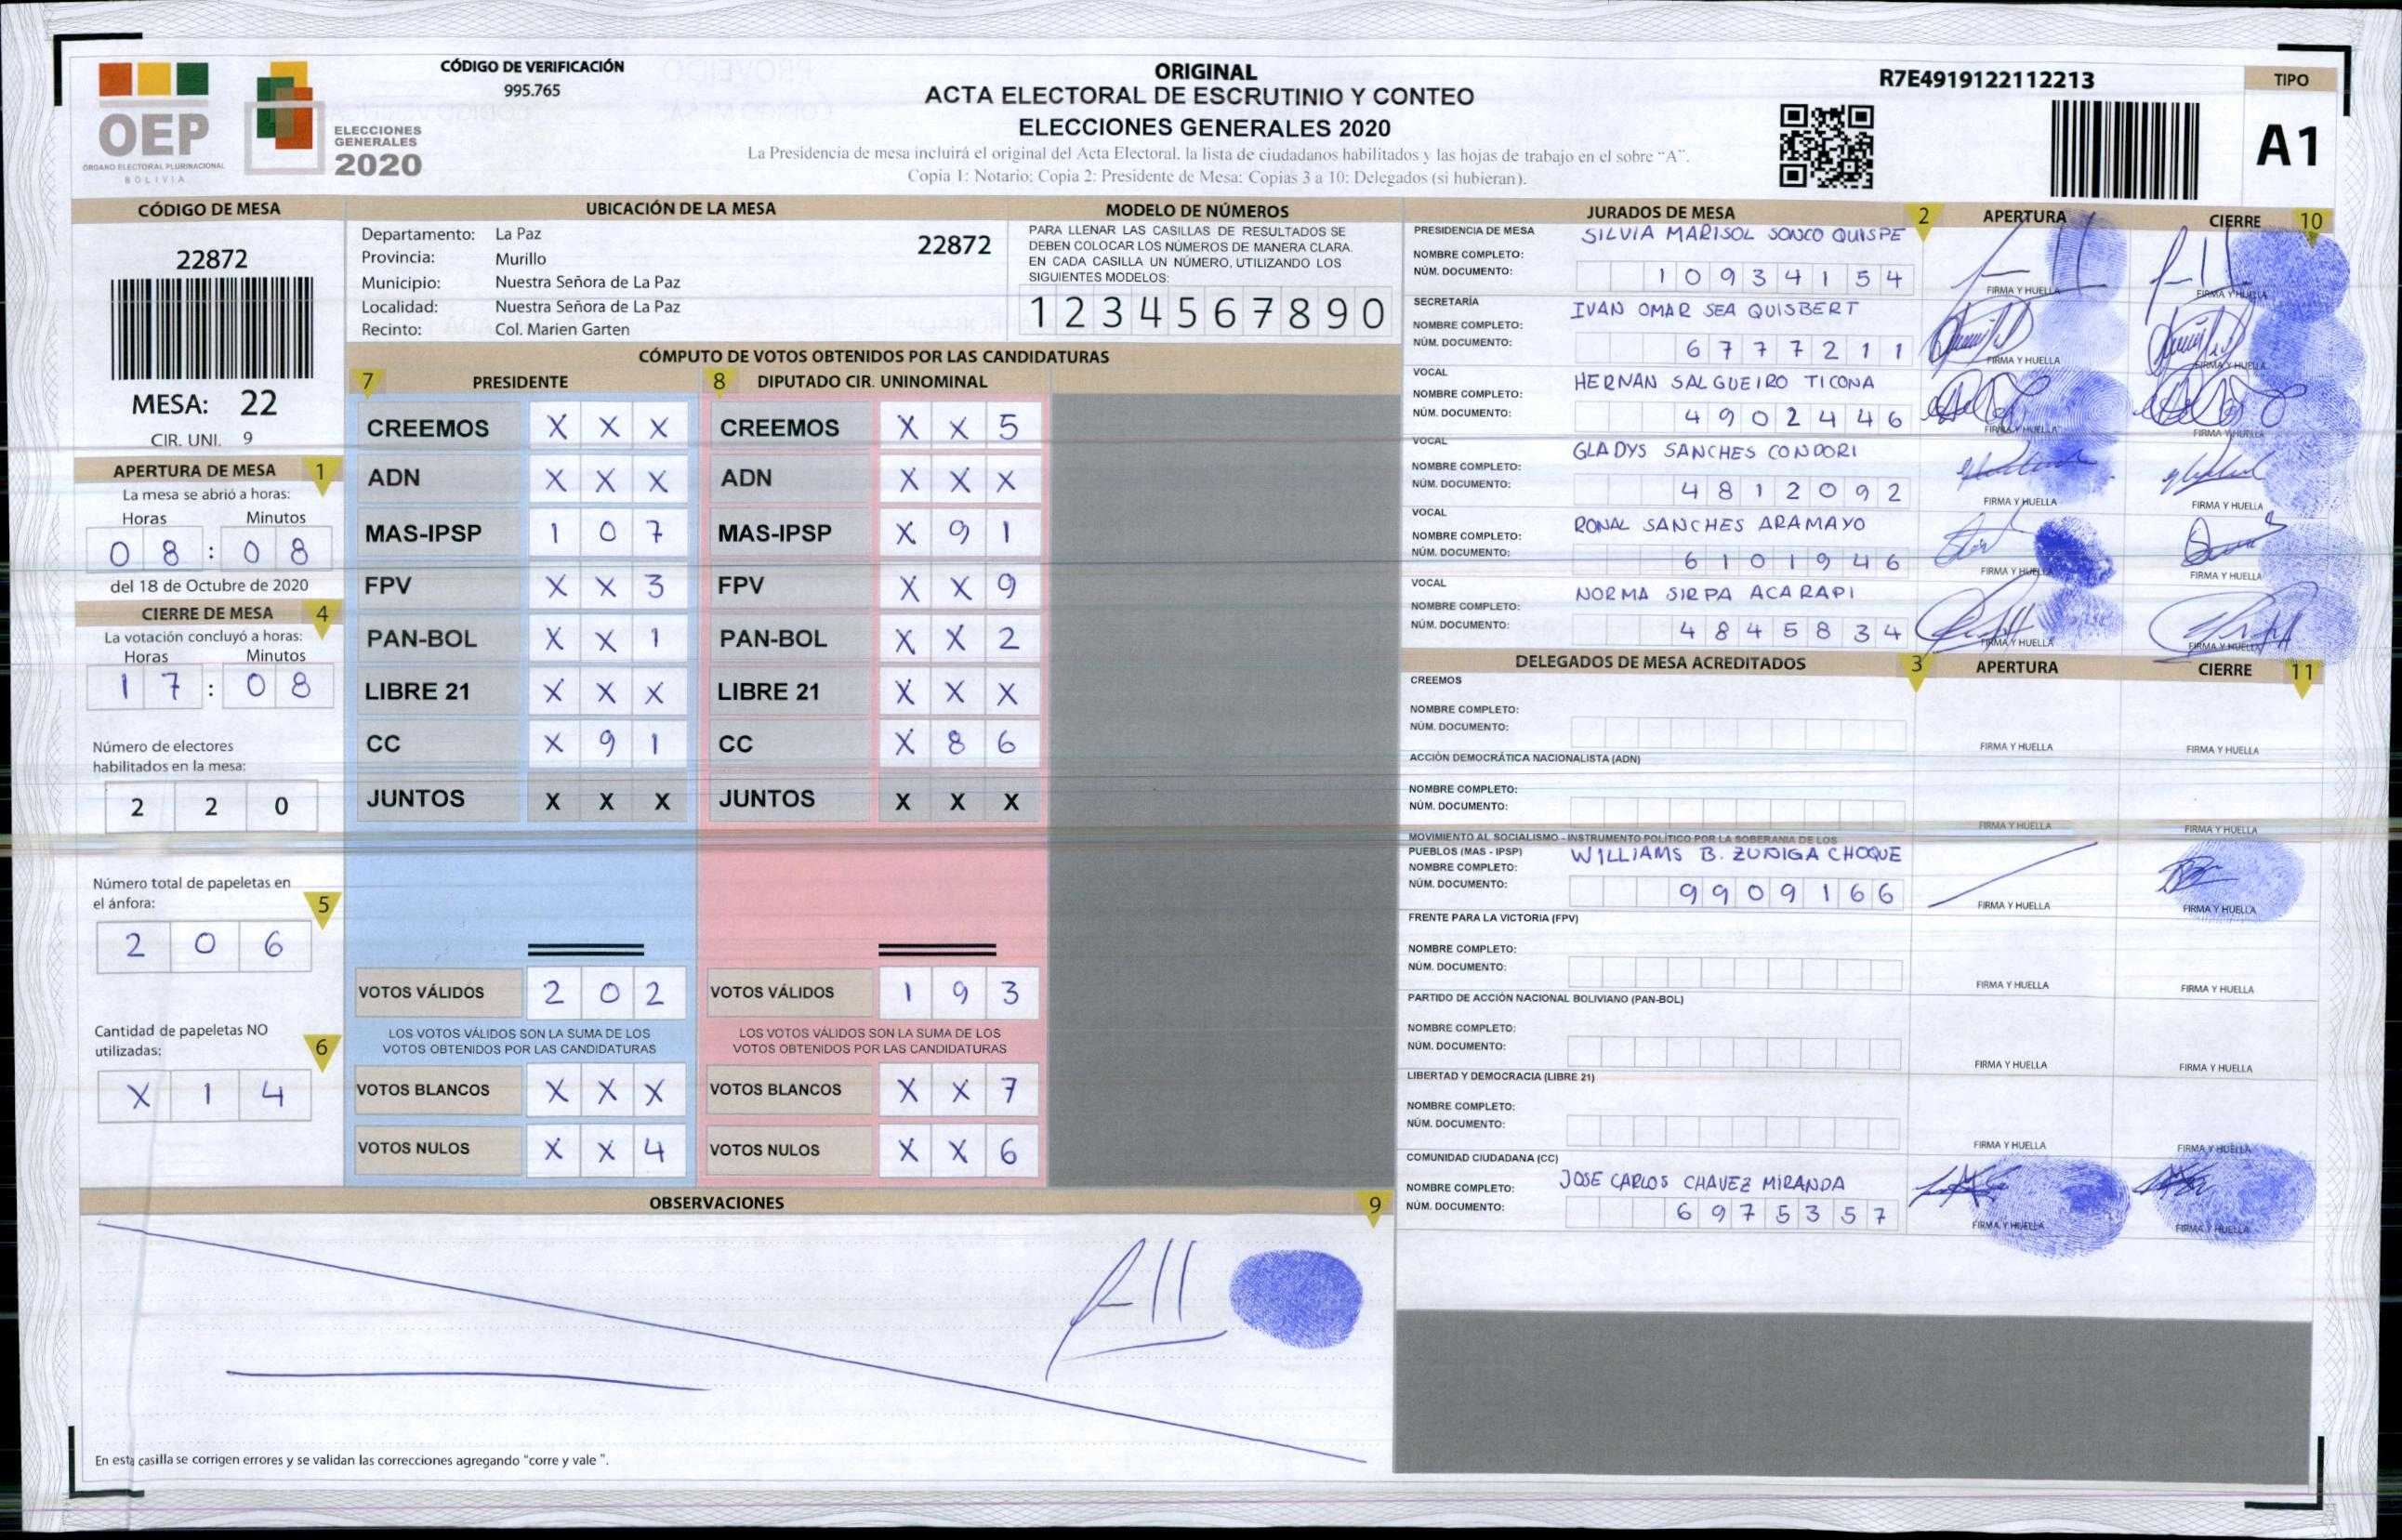 OEP
ÓRGANO ELECTORAL PLURINACIONAL
BOLIVIA
ELECCIONES
GENERALES
2020
CÓDIGO DE VERIFICACIÓN
995.765
ORIGINAL
ACTA ELECTORAL DE ESCRUTINIO Y CONTEO
ELECCIONES GENERALES 2020
La Presidencia de mesa incluirá el original del Acta Electoral, la lista de ciudadanos habilitados y las hojas de trabajo en el sobre “A”.
Copia 1: Notario; Copia 2: Presidente de Mesa; Copias 3 a 10: Delegados (si hubieran).
R7E4919122112213
TIPO
A1
CÓDIGO DE MESA
22872
MESA: 22
CIR. UNI. 9
APERTURA DE MESA 1
La mesa se abrió a horas:
Horas Minutos
0 8 : 0 8
del 18 de Octubre de 2020
CIERRE DE MESA 4
La votación concluyó a horas:
Horas Minutos
1 7 : 0 8
Número de electores
habilitados en la mesa:
2 2 0
Número total de papeletas en
el ánfora: 5
2 0 6
Cantidad de papeletas NO
utilizadas: 6
X 1 4
UBICACIÓN DE LA MESA
Departamento: La Paz
22872
Provincia: Murillo
Municipio: Nuestra Señora de La Paz
Localidad: Nuestra Señora de La Paz
Recinto: Col. Marien Garten
MODELO DE NÚMEROS
PARA LLENAR LAS CASILLAS DE RESULTADOS SE
DEBEN COLOCAR LOS NÚMEROS DE MANERA CLARA.
EN CADA CASILLA UN NÚMERO, UTILIZANDO LOS
SIGUIENTES MODELOS:
1 2 3 4 5 6 7 8 9 0
CÓMPUTO DE VOTOS OBTENIDOS POR LAS CANDIDATURAS
7 PRESIDENTE 8 DIPUTADO CIR. UNINOMINAL
CREEMOS X X X CREEMOS X X 5
ADN X X X ADN X X X
MAS-IPSP 1 0 7 MAS-IPSP X 9 1
FPV X X 3 FPV X X 9
PAN-BOL X X 1 PAN-BOL X X 2
LIBRE 21 X X X LIBRE 21 X X X
CC X 9 1 CC X 8 6
JUNTOS X X X JUNTOS X X X
VOTOS VÁLIDOS 2 0 2 VOTOS VÁLIDOS 1 9 3
LOS VOTOS VÁLIDOS SON LA SUMA DE LOS LOS VOTOS VÁLIDOS SON LA SUMA DE LOS
VOTOS OBTENIDOS POR LAS CANDIDATURAS VOTOS OBTENIDOS POR LAS CANDIDATURAS
VOTOS BLANCOS X X X VOTOS BLANCOS X X 7
VOTOS NULOS X X 4 VOTOS NULOS X X 6
OBSERVACIONES 9
En esta casilla se corrigen errores y se validan las correcciones agregando "corre y vale ".
JURADOS DE MESA 2 APERTURA CIERRE 10
PRESIDENCIA DE MESA
NOMBRE COMPLETO: SILVIA MARISOL SONCO QUISPE
NÚM. DOCUMENTO: 1 0 9 3 4 1 5 4
FIRMA Y HUELLA FIRMA Y HUELLA
SECRETARÍA
NOMBRE COMPLETO: IVAN OMAR SEA QUISBERT
NÚM. DOCUMENTO: 6 7 7 7 2 1 1
FIRMA Y HUELLA FIRMA Y HUELLA
VOCAL
NOMBRE COMPLETO: HERNAN SALGUEIRO TICONA
NÚM. DOCUMENTO: 4 9 0 2 4 4 6
FIRMA Y HUELLA FIRMA Y HUELLA
VOCAL
NOMBRE COMPLETO: GLADYS SANCHES CONDORI
NÚM. DOCUMENTO: 4 8 1 2 0 9 2
FIRMA Y HUELLA FIRMA Y HUELLA
VOCAL
NOMBRE COMPLETO: RONAL SANCHES ARAMAYO
NÚM. DOCUMENTO: 6 1 0 1 9 4 6
FIRMA Y HUELLA FIRMA Y HUELLA
VOCAL
NOMBRE COMPLETO: NORMA SIRPA ACARAPI
NÚM. DOCUMENTO: 4 8 4 5 8 3 4
FIRMA Y HUELLA FIRMA Y HUELLA
DELEGADOS DE MESA ACREDITADOS 3 APERTURA CIERRE 11
CREEMOS
NOMBRE COMPLETO:
NÚM. DOCUMENTO:
FIRMA Y HUELLA FIRMA Y HUELLA
ACCIÓN DEMOCRÁTICA NACIONALISTA (ADN)
NOMBRE COMPLETO:
NÚM. DOCUMENTO:
FIRMA Y HUELLA FIRMA Y HUELLA
MOVIMIENTO AL SOCIALISMO - INSTRUMENTO POLÍTICO POR LA SOBERANIA DE LOS
PUEBLOS (MAS - IPSP)
NOMBRE COMPLETO: WILLIAMS B. ZUÑIGA CHOQUE
NÚM. DOCUMENTO: 9 9 0 9 1 6 6
FIRMA Y HUELLA FIRMA Y HUELLA
FRENTE PARA LA VICTORIA (FPV)
NOMBRE COMPLETO:
NÚM. DOCUMENTO:
FIRMA Y HUELLA FIRMA Y HUELLA
PARTIDO DE ACCIÓN NACIONAL BOLIVIANO (PAN-BOL)
NOMBRE COMPLETO:
NÚM. DOCUMENTO:
FIRMA Y HUELLA FIRMA Y HUELLA
LIBERTAD Y DEMOCRACIA (LIBRE 21)
NOMBRE COMPLETO:
NÚM. DOCUMENTO:
FIRMA Y HUELLA FIRMA Y HUELLA
COMUNIDAD CIUDADANA (CC)
NOMBRE COMPLETO: JOSE CARLOS CHAVEZ MIRANDA
NÚM. DOCUMENTO: 6 9 7 5 3 5 7
FIRMA Y HUELLA FIRMA Y HUELLA